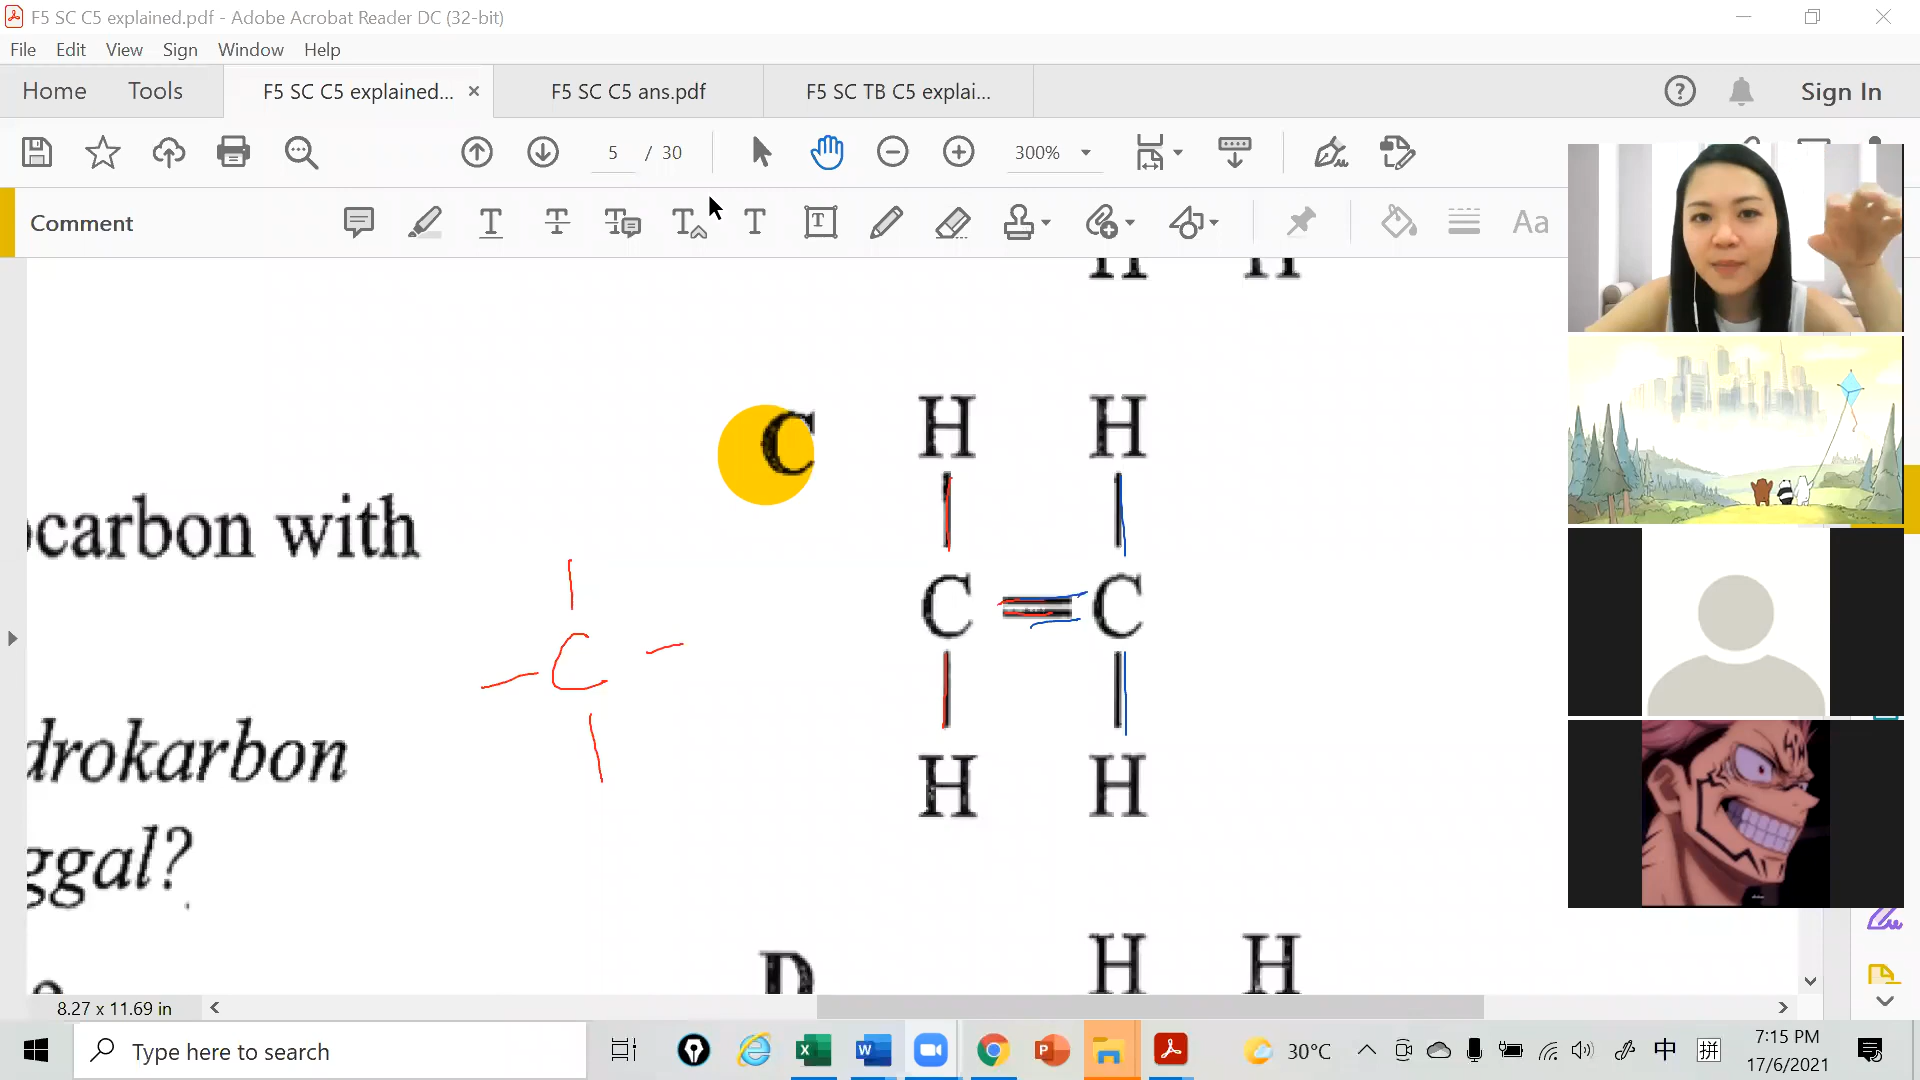 F5 SC C5 explained.pdf - Adobe Acrobat Reader DC (32-bit)
File Edit View Sign Window Help
Home Tools F5 SC C5 explained... × F5 SC C5 ans.pdf F5 SC TB C5 explai... Sign In
5 / 30 300%
Comment Aa
H H
C H H
carbon with
C C = C
drokarbon
H H
ggal?
D H H
8.27 x 11.69 in
Type here to search 30°C 中 拼 7:15 PM
17/6/2021